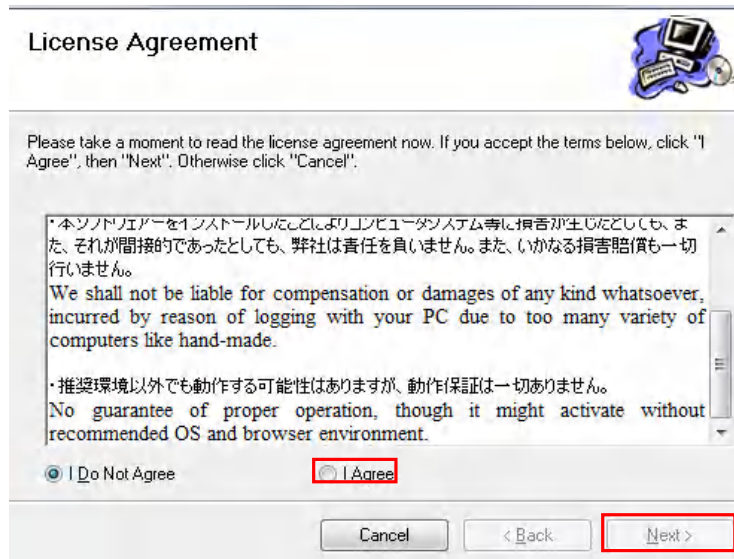 License Agreement
Please take a moment to read the license agreement now. If you accept the terms below, click "I
Agree", then "Next". Otherwise click "Cancel".
・本ソフトウェアーをインストールしたことによりコンピュータシステム等に損害が生じたとしても、ま
た、それが間接的であったとしても、弊社は責任を負いません。また、いかなる損害賠償も一切
行いません。
We shall not be liable for compensation or damages of any kind whatsoever,
incurred by reason of logging with your PC due to too many variety of
computers like hand-made.
・推奨環境以外でも動作する可能性はありますが、動作保証は一切ありません。
No guarantee of proper operation, though it might activate without
recommended OS and browser environment.
I Do Not Agree
I Agree
Cancel
< Back
Next >